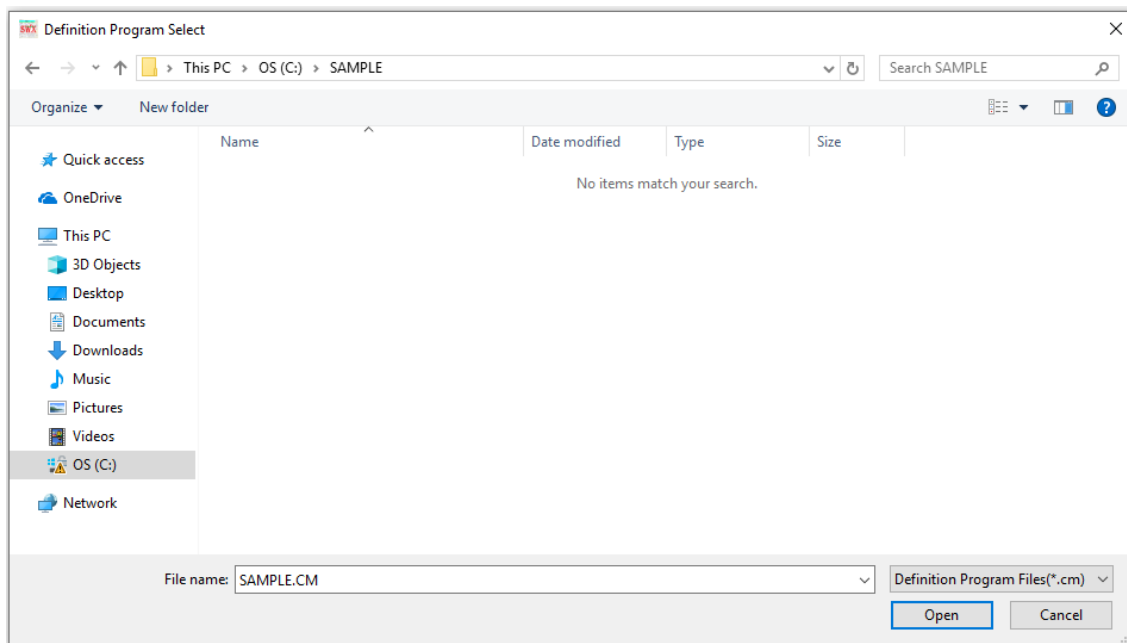 SWX Definition Program Select
This PC > OS (C:) > SAMPLE
Search SAMPLE
Organize
New folder
Name
Date modified
Type
Size
No items match your search.
Quick access
OneDrive
This PC
3D Objects
Desktop
Documents
Downloads
Music
Pictures
Videos
OS (C:)
Network
File name: SAMPLE.CM
Definition Program Files(*.cm)
Open
Cancel